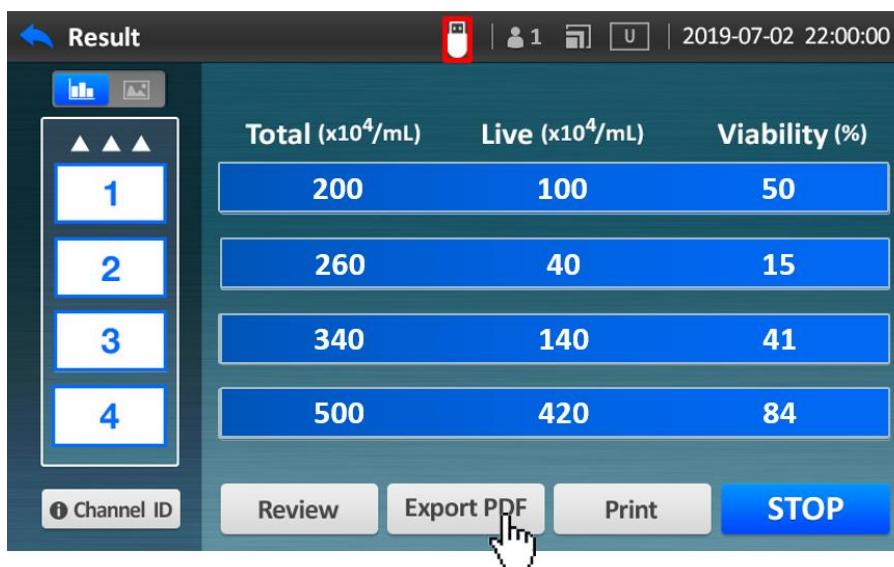 Result 1 U 2019-07-02 22:00:00
Total (x10⁴/mL) Live (x10⁴/mL) Viability (%)
1 200 100 50
2 260 40 15
3 340 140 41
4 500 420 84
Channel ID Review Export PDF Print STOP